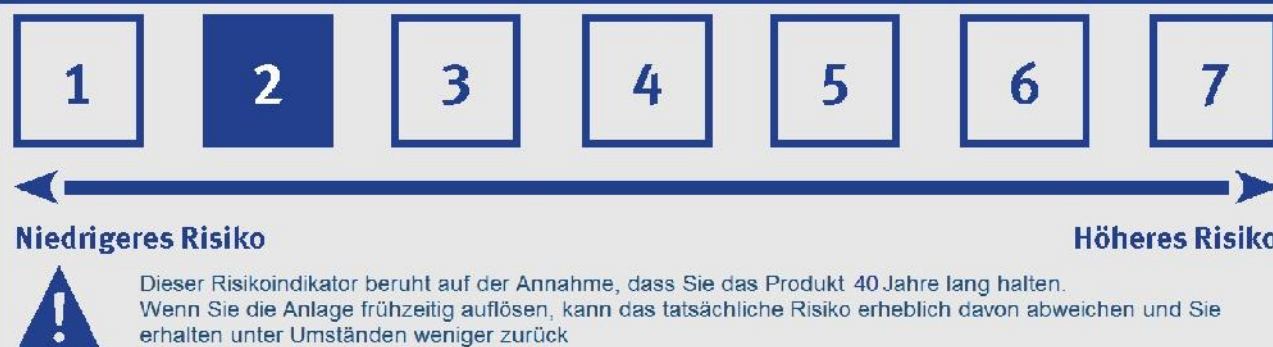 1 2 3 4 5 6 7
Niedrigeres Risiko Höheres Risiko
!
Dieser Risikoindikator beruht auf der Annahme, dass Sie das Produkt 40 Jahre lang halten.
Wenn Sie die Anlage frühzeitig auflösen, kann das tatsächliche Risiko erheblich davon abweichen und Sie
erhalten unter Umständen weniger zurück